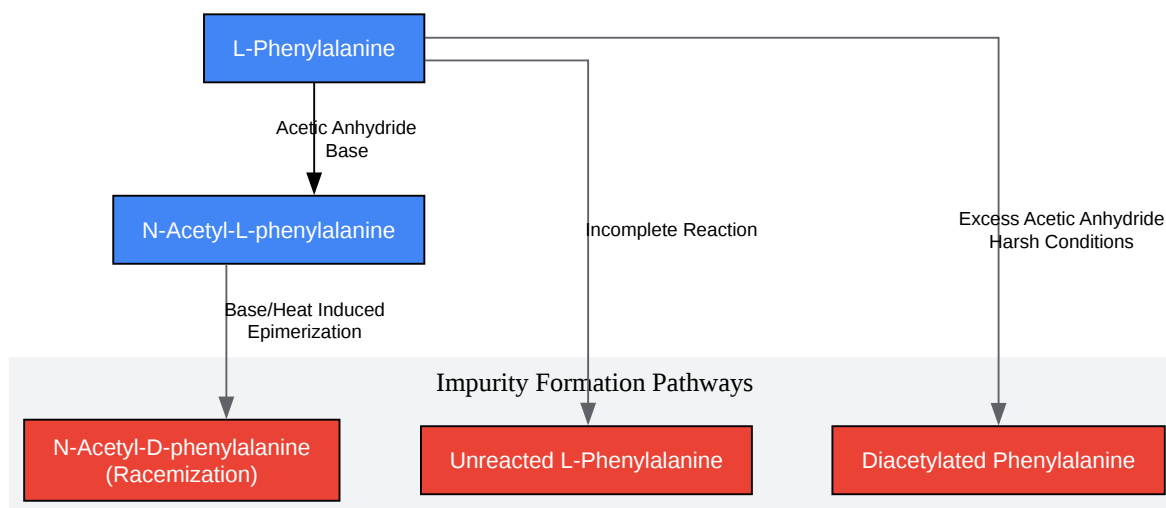 L-Phenylalanine
Acetic Anhydride
Base
N-Acetyl-L-phenylalanine
Incomplete Reaction
Excess Acetic Anhydride
Harsh Conditions
Base/Heat Induced
Epimerization
Impurity Formation Pathways
N-Acetyl-D-phenylalanine
(Racemization)
Unreacted L-Phenylalanine
Diacetylated Phenylalanine